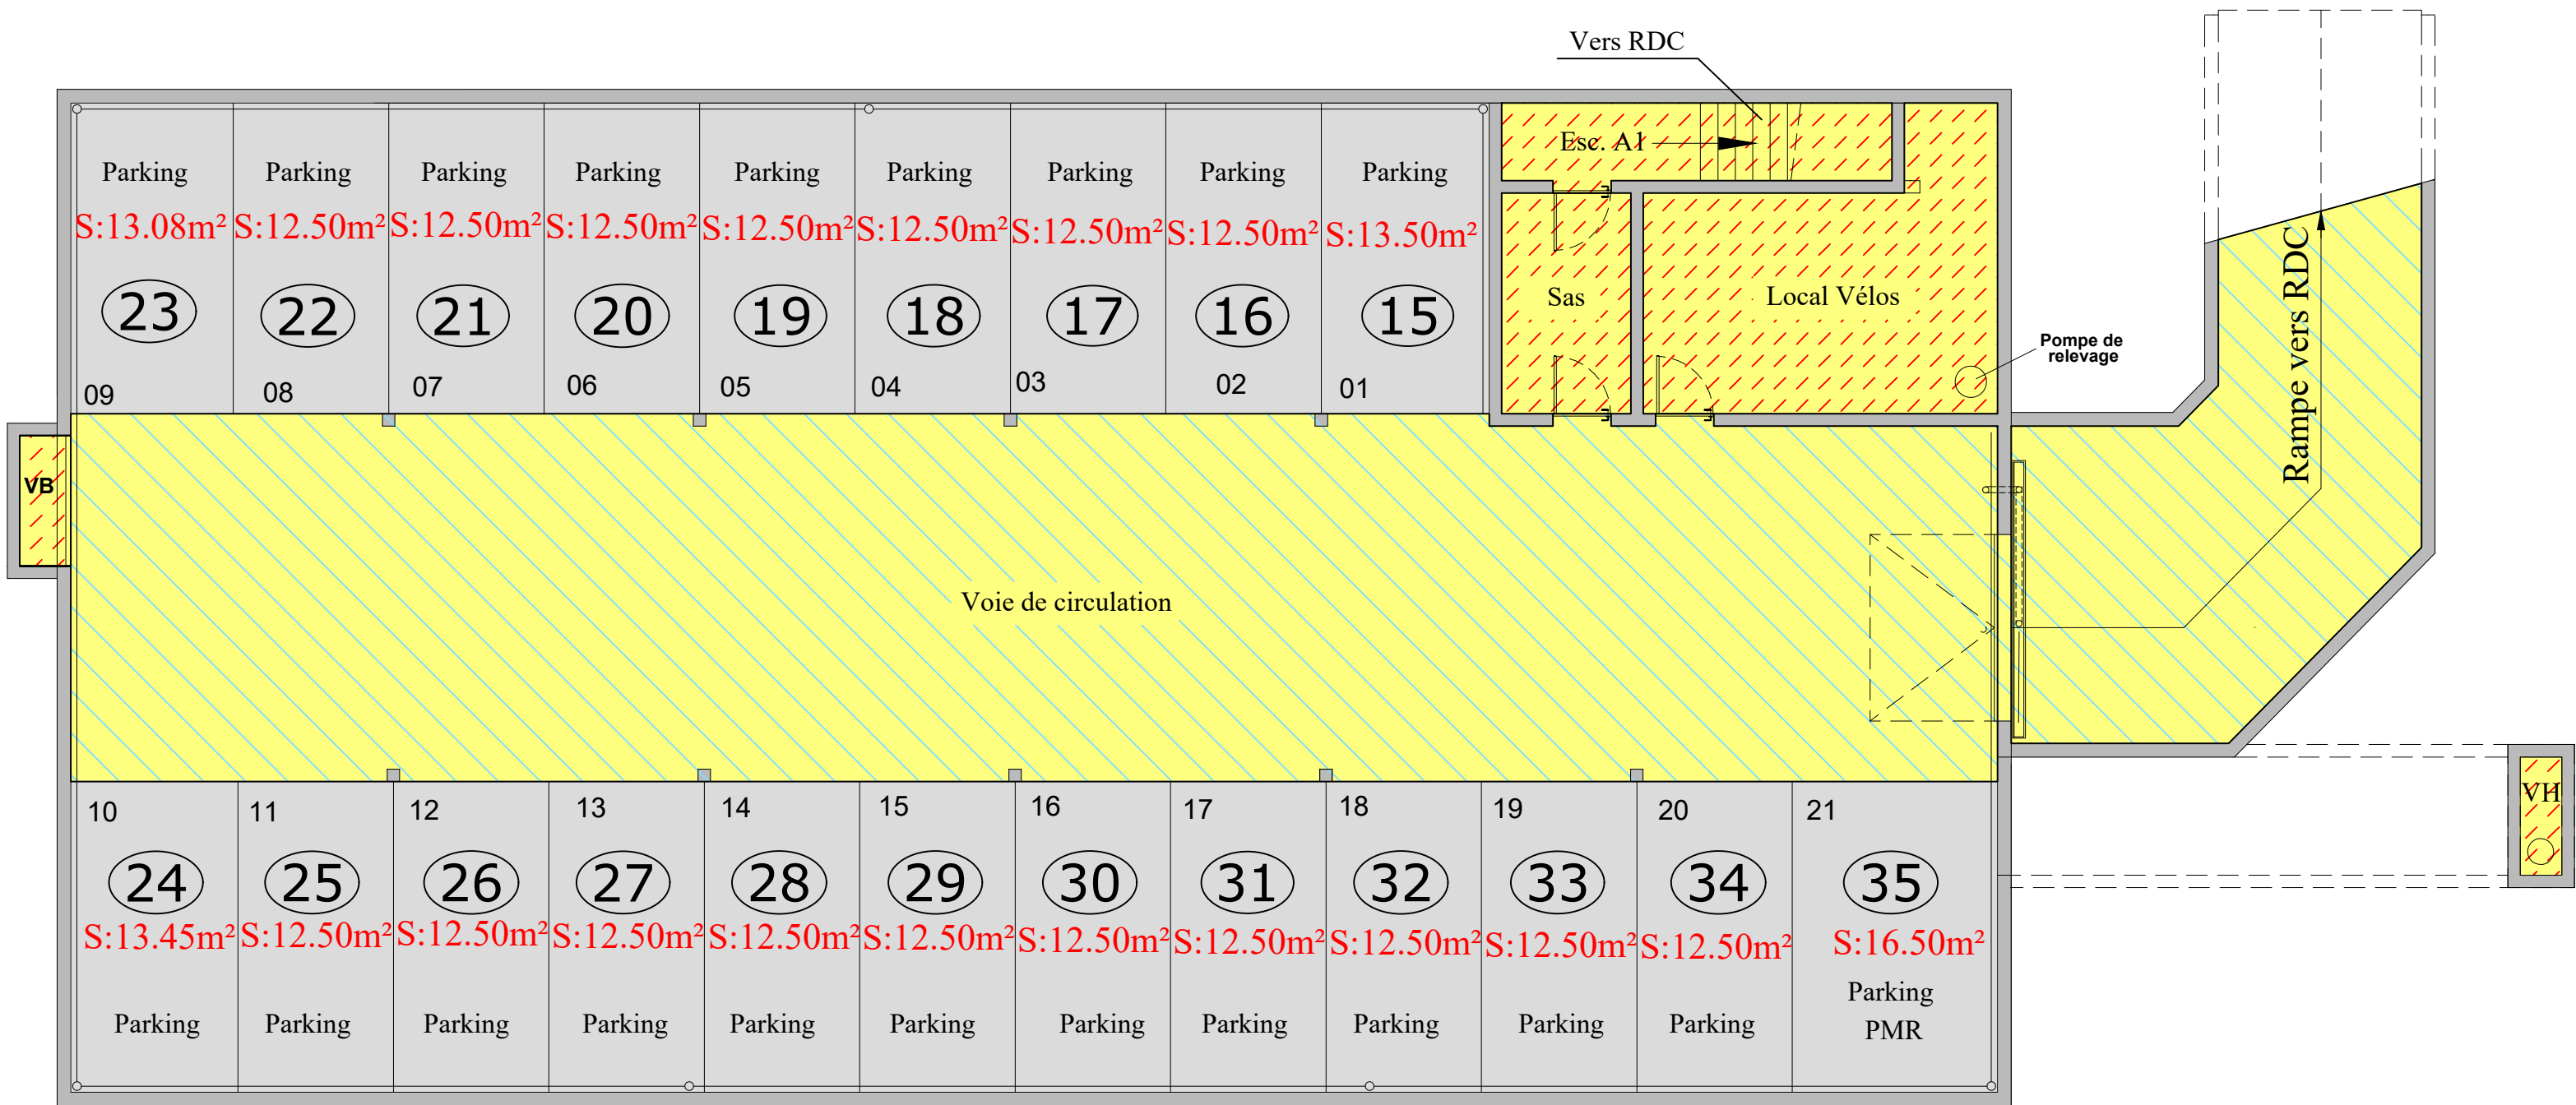 Vers RDC
Esc. A1
Parking
Parking
Parking
Parking
Parking
Parking
Parking
Parking
Parking
S:13.08m²
S:12.50m²
S:12.50m²
S:12.50m²
S:12.50m²
S:12.50m²
S:12.50m²
S:12.50m²
S:13.50m²
23
22
21
20
19
18
17
16
15
09
08
07
06
05
04
03
02
01
Sas
Local Vélos
Pompe de
relevage
Rampe vers RDC
VB
Voie de circulation
VH
10
11
12
13
14
15
16
17
18
19
20
21
24
25
26
27
28
29
30
31
32
33
34
35
S:13.45m²
S:12.50m²
S:12.50m²
S:12.50m²
S:12.50m²
S:12.50m²
S:12.50m²
S:12.50m²
S:12.50m²
S:12.50m²
S:12.50m²
S:16.50m²
Parking
Parking
Parking
Parking
Parking
Parking
Parking
Parking
Parking
Parking
Parking
Parking
PMR